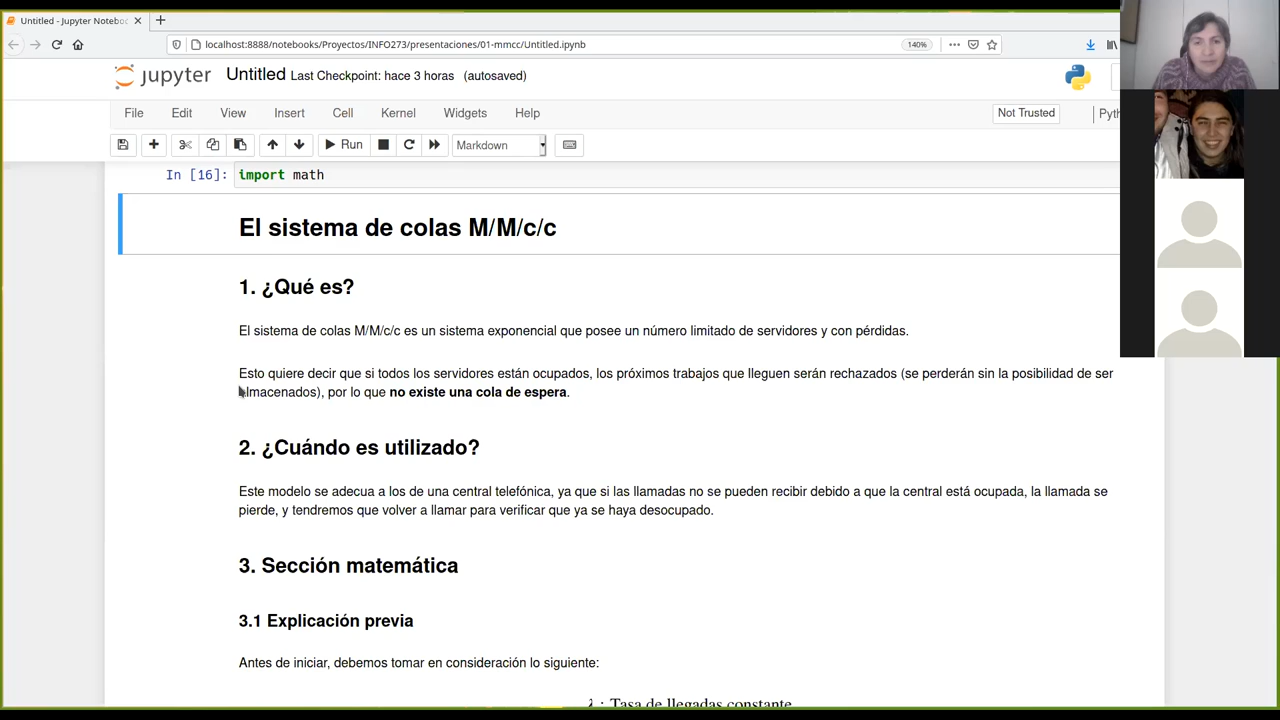 Untitled - Jupyter Noteboo
localhost:8888/notebooks/Proyectos/INFO273/presentaciones/01-mmcc/Untitled.ipynb
140%
jupyter Untitled Last Checkpoint: hace 3 horas (autosaved)
File Edit View Insert Cell Kernel Widgets Help
Not Trusted
Pyth
Run
Markdown
In [16]: import math
El sistema de colas M/M/c/c
1. ¿Qué es?
El sistema de colas M/M/c/c es un sistema exponencial que posee un número limitado de servidores y con pérdidas.
Esto quiere decir que si todos los servidores están ocupados, los próximos trabajos que lleguen serán rechazados (se perderán sin la posibilidad de ser
almacenados), por lo que no existe una cola de espera.
2. ¿Cuándo es utilizado?
Este modelo se adecua a los de una central telefónica, ya que si las llamadas no se pueden recibir debido a que la central está ocupada, la llamada se
pierde, y tendremos que volver a llamar para verificar que ya se haya desocupado.
3. Sección matemática
3.1 Explicación previa
Antes de iniciar, debemos tomar en consideración lo siguiente:
λ : Tasa de llegadas constante